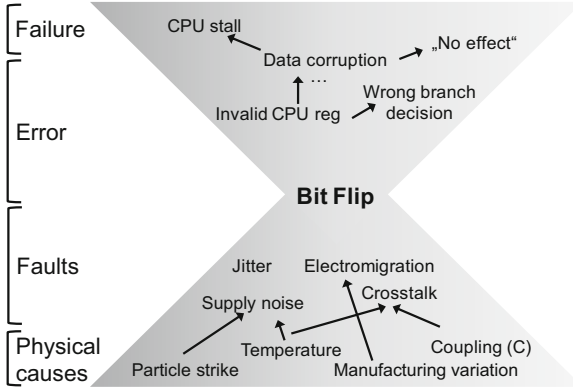 Failure
CPU stall
Data corruption
„No effect“
...
Error
Invalid CPU reg
Wrong branch
decision
Bit Flip
Faults
Jitter
Electromigration
Supply noise
Crosstalk
Physical
causes
Temperature
Coupling (C)
Particle strike
Manufacturing variation